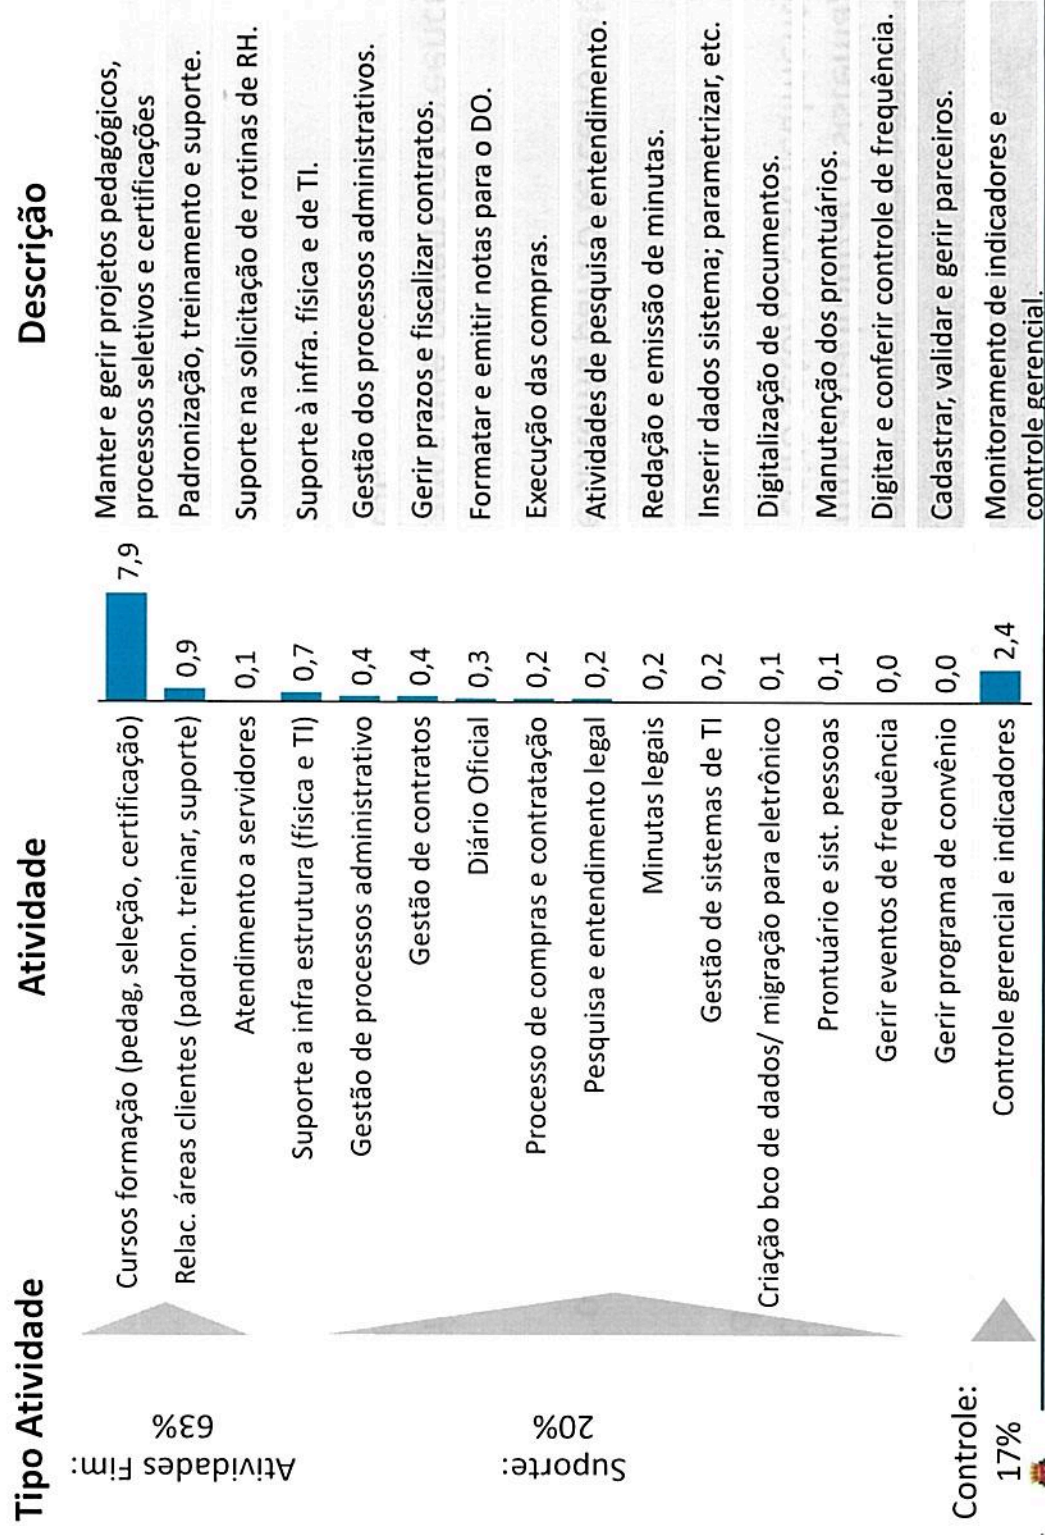 Tipo Atividade
Atividade
Descrição
Atividades Fim:
63%
Cursos formação (pedag, seleção, certificação)
7,9
Manter e gerir projetos pedagógicos,
processos seletivos e certificações
Relac. áreas clientes (padron. treinar, suporte)
0,9
Padronização, treinamento e suporte.
Atendimento a servidores
0,1
Suporte na solicitação de rotinas de RH.
Suporte:
20%
Suporte a infra estrutura (física e TI)
0,7
Suporte à infra. física e de TI.
Gestão de processos administrativo
0,4
Gestão dos processos administrativos.
Gestão de contratos
0,4
Gerir prazos e fiscalizar contratos.
Diário Oficial
0,3
Formatar e emitir notas para o DO.
Processo de compras e contratação
0,2
Execução das compras.
Pesquisa e entendimento legal
0,2
Atividades de pesquisa e entendimento.
Minutas legais
0,2
Redação e emissão de minutas.
Gestão de sistemas de TI
0,2
Inserir dados sistema; parametrizar, etc.
Criação bco de dados/ migração para eletrônico
0,1
Digitalização de documentos.
Prontuário e sist. pessoas
0,1
Manutenção dos prontuários.
Gerir eventos de frequência
0,0
Digitar e conferir controle de frequência.
Gerir programa de convênio
0,0
Cadastrar, validar e gerir parceiros.
Controle:
17%
Controle gerencial e indicadores
2,4
Monitoramento de indicadores e
controle gerencial.